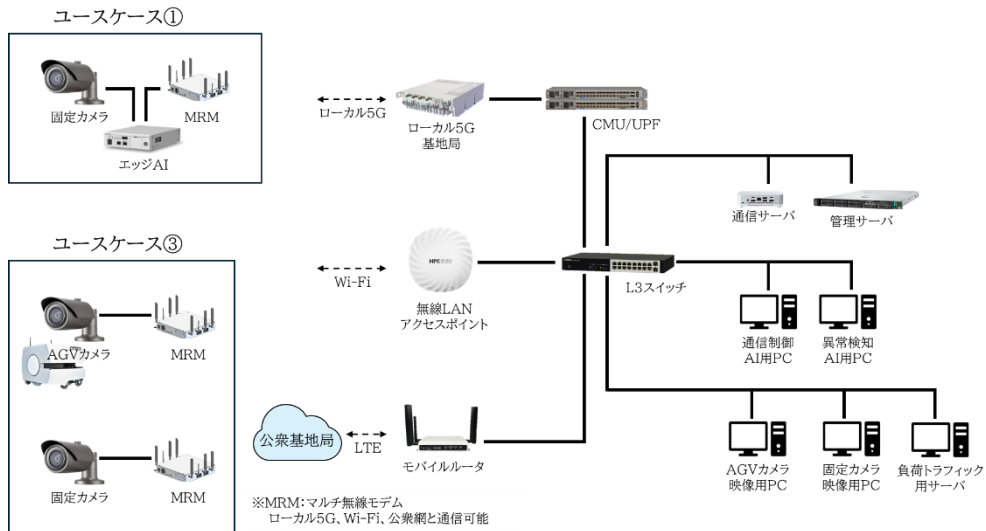 ユースケース①
固定カメラ
MRM
エッジAI
ローカル5G
ローカル5G
基地局
CMU/UPF
通信サーバ
管理サーバ
ユースケース③
AGVカメラ
MRM
固定カメラ
MRM
Wi-Fi
無線LAN
アクセスポイント
L3スイッチ
通信制御
AI用PC
異常検知
AI用PC
公衆基地局
LTE
モバイルルータ
AGVカメラ
映像用PC
固定カメラ
映像用PC
負荷トラフィック
用サーバ
※MRM：マルチ無線モデム
ローカル5G、Wi-Fi、公衆網と通信可能